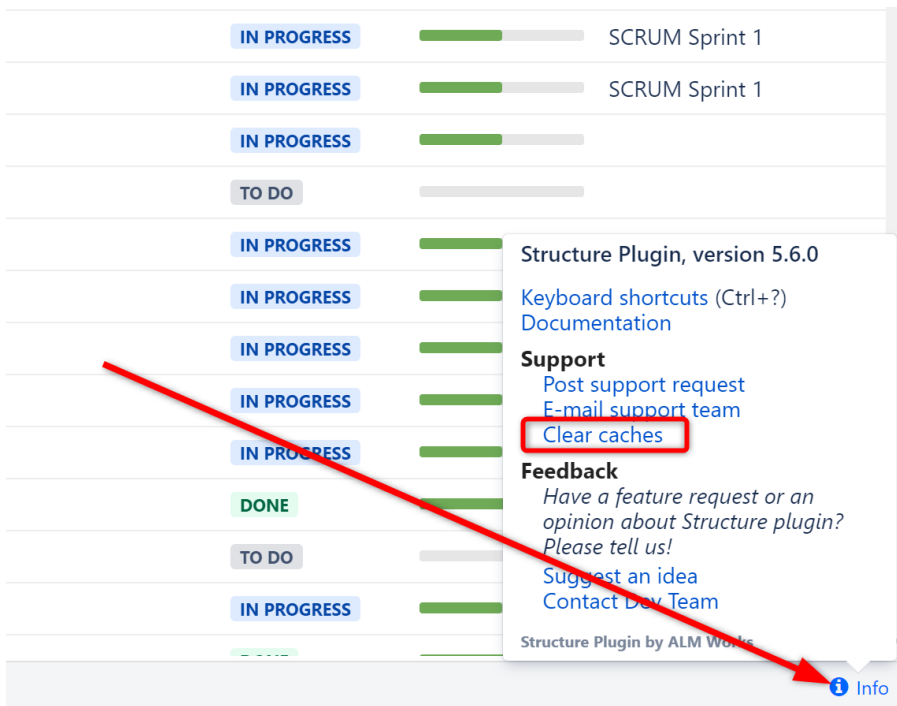 IN PROGRESS SCRUM Sprint 1
IN PROGRESS SCRUM Sprint 1
IN PROGRESS
TO DO
IN PROGRESS
IN PROGRESS
IN PROGRESS
IN PROGRESS
IN PROGRESS
DONE
TO DO
IN PROGRESS
Structure Plugin, version 5.6.0
Keyboard shortcuts (Ctrl+?)
Documentation
Support
Post support request
E-mail support team
Clear caches
Feedback
Have a feature request or an
opinion about Structure plugin?
Please tell us!
Suggest an idea
Contact Dev Team
Structure Plugin by ALM Works
Info